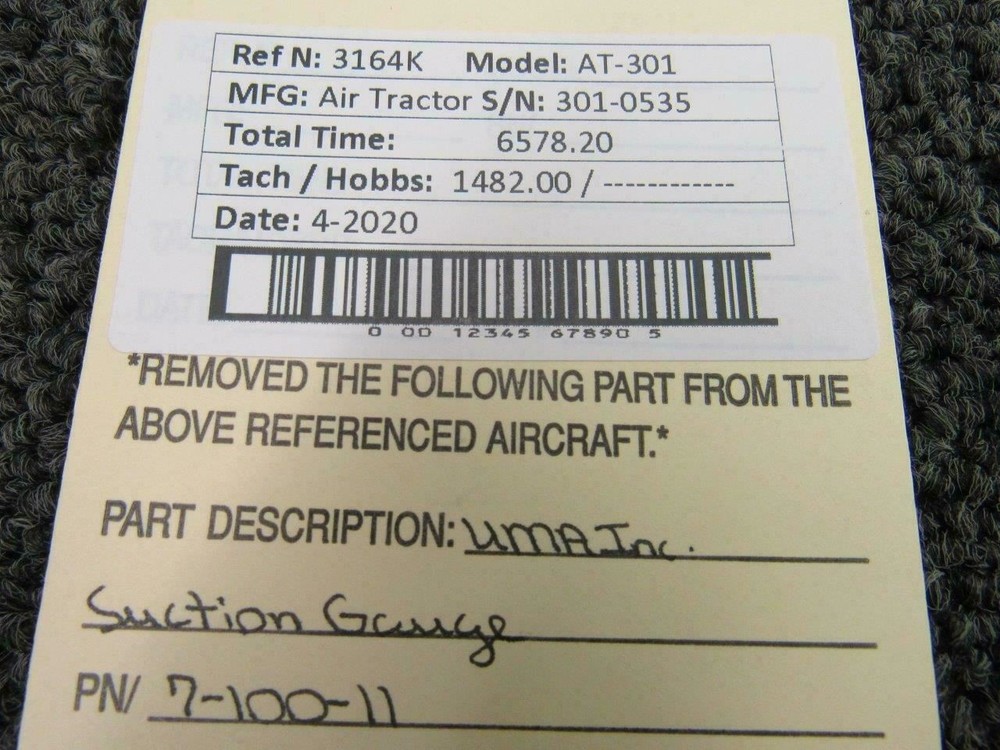 Ref N: 3164K Model: AT-301
MFG: Air Tractor S/N: 301-0535
Total Time: 6578.20
Tach / Hobbs: 1482.00 / ------------
Date: 4-2020
0 00 12345 67890 5
*REMOVED THE FOLLOWING PART FROM THE
ABOVE REFERENCED AIRCRAFT.*
PART DESCRIPTION: UMA Inc.
Suction Gauge
PN/ 7-100-11